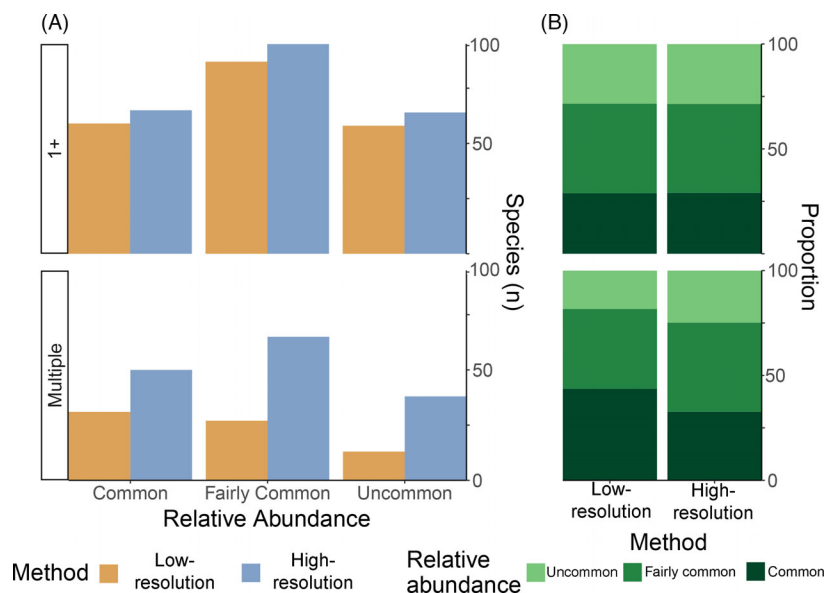 (A)
1+
100
50
Multiple
100
50
0
Species (n)
Common
Fairly Common
Uncommon
Relative Abundance
(B)
100
50
100
50
0
Proportion
Low-
resolution
High-
resolution
Method
Method
Low-
resolution
High-
resolution
Relative
abundance
Uncommon
Fairly common
Common